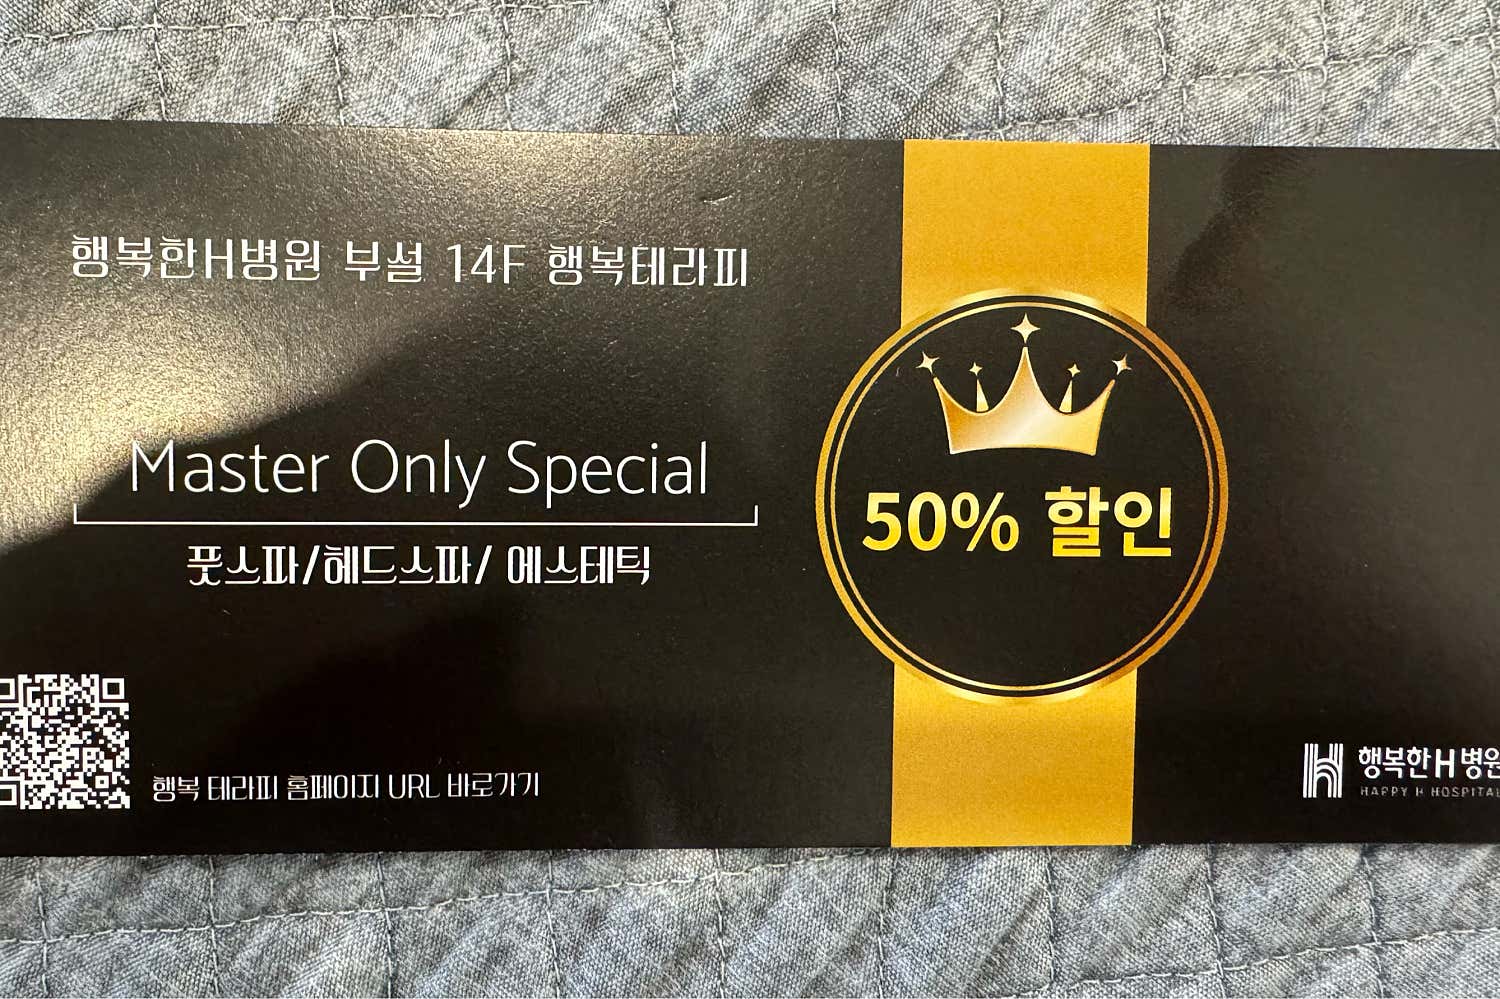 행복한H병원 부설 14F 행복테라피
Master Only Special
풋스파/헤드스파/ 에스테틱
50% 할인
행복 테라피 홈페이지 URL 바로가기
행복한H병원
HAPPY H HOSPITAL